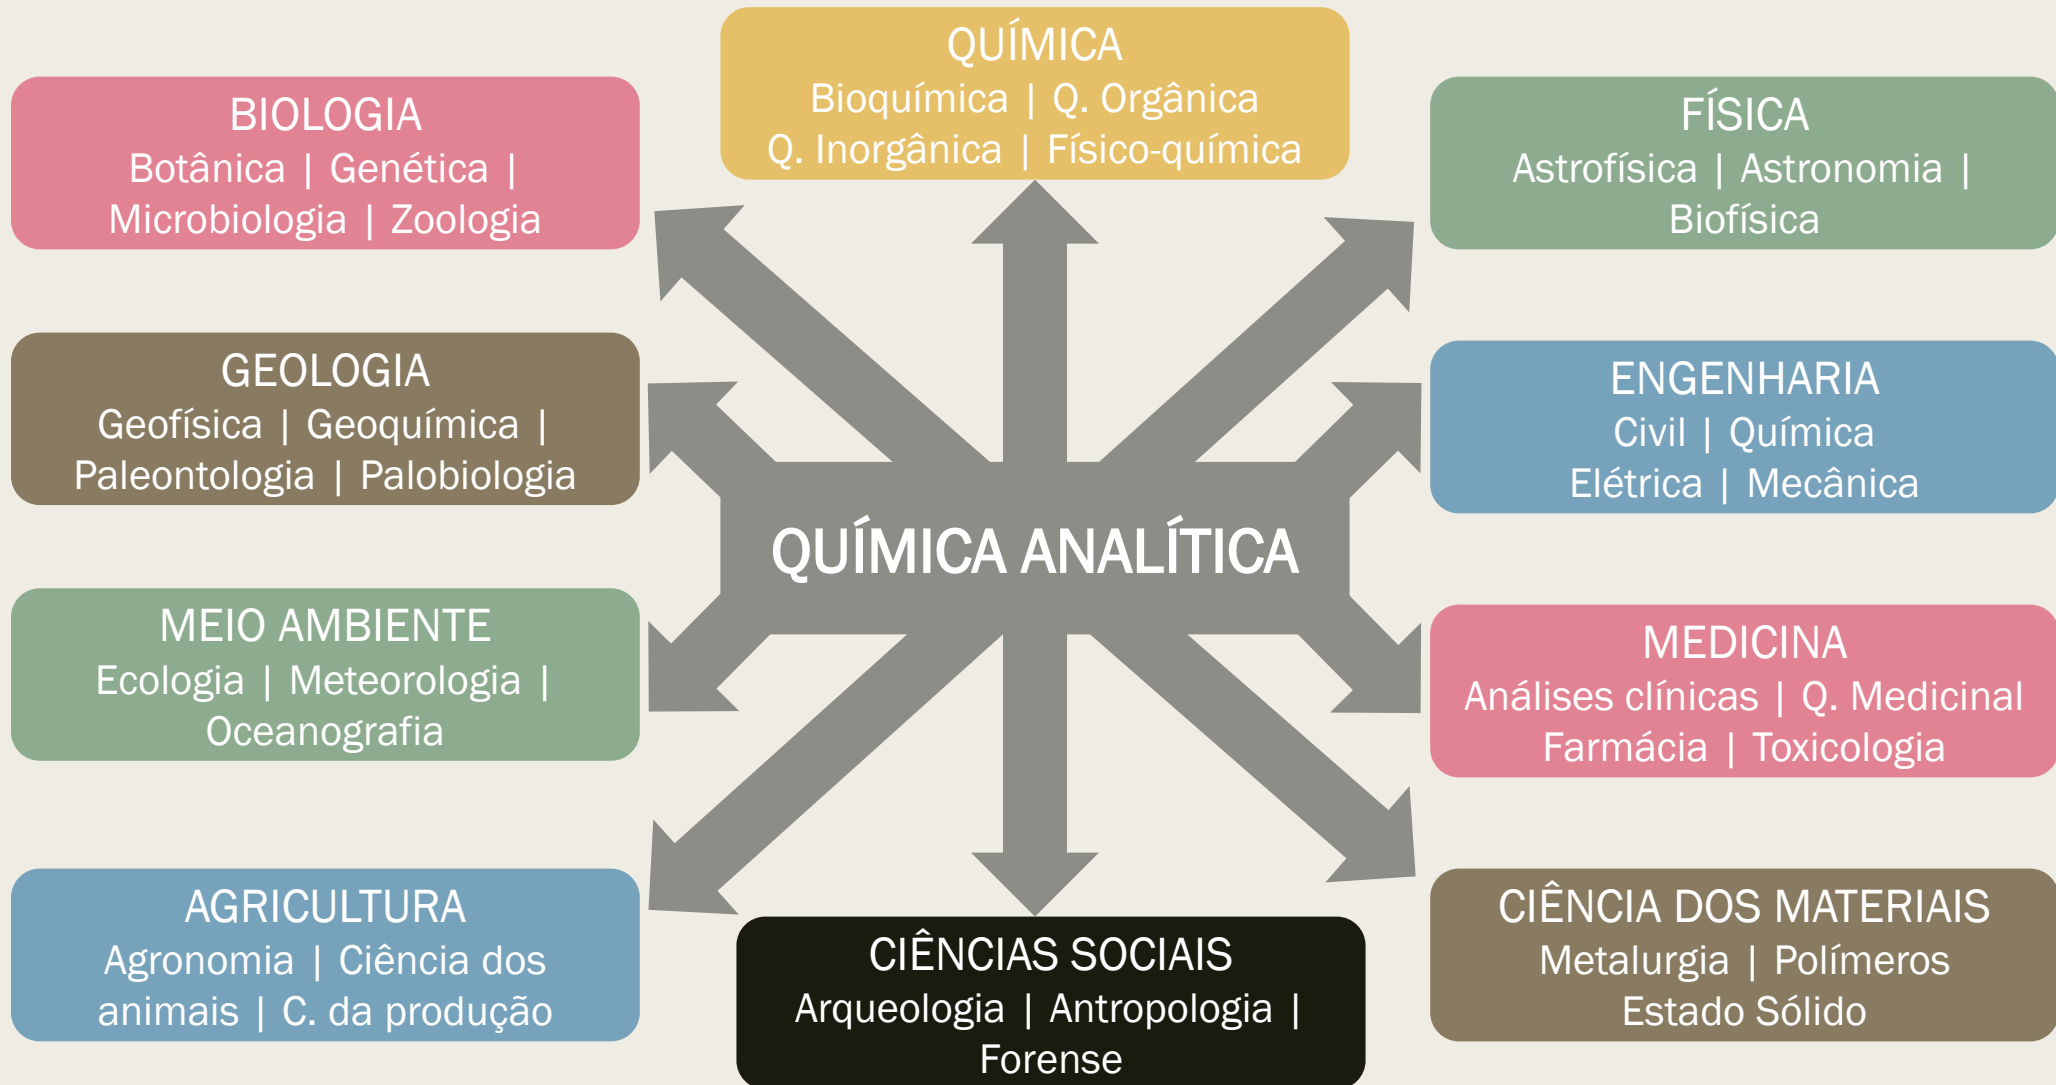 QUÍMICA
Bioquímica | Q. Orgânica
Q. Inorgânica | Físico-química
BIOLOGIA
Botânica | Genética |
Microbiologia | Zoologia
FÍSICA
Astrofísica | Astronomia |
Biofísica
GEOLOGIA
Geofísica | Geoquímica |
Paleontologia | Palobiologia
ENGENHARIA
Civil | Química
Elétrica | Mecânica
QUÍMICA ANALÍTICA
MEIO AMBIENTE
Ecologia | Meteorologia |
Oceanografia
MEDICINA
Análises clínicas | Q. Medicinal
Farmácia | Toxicologia
AGRICULTURA
Agronomia | Ciência dos
animais | C. da produção
CIÊNCIAS SOCIAIS
Arqueologia | Antropologia |
Forense
CIÊNCIA DOS MATERIAIS
Metalurgia | Polímeros
Estado Sólido